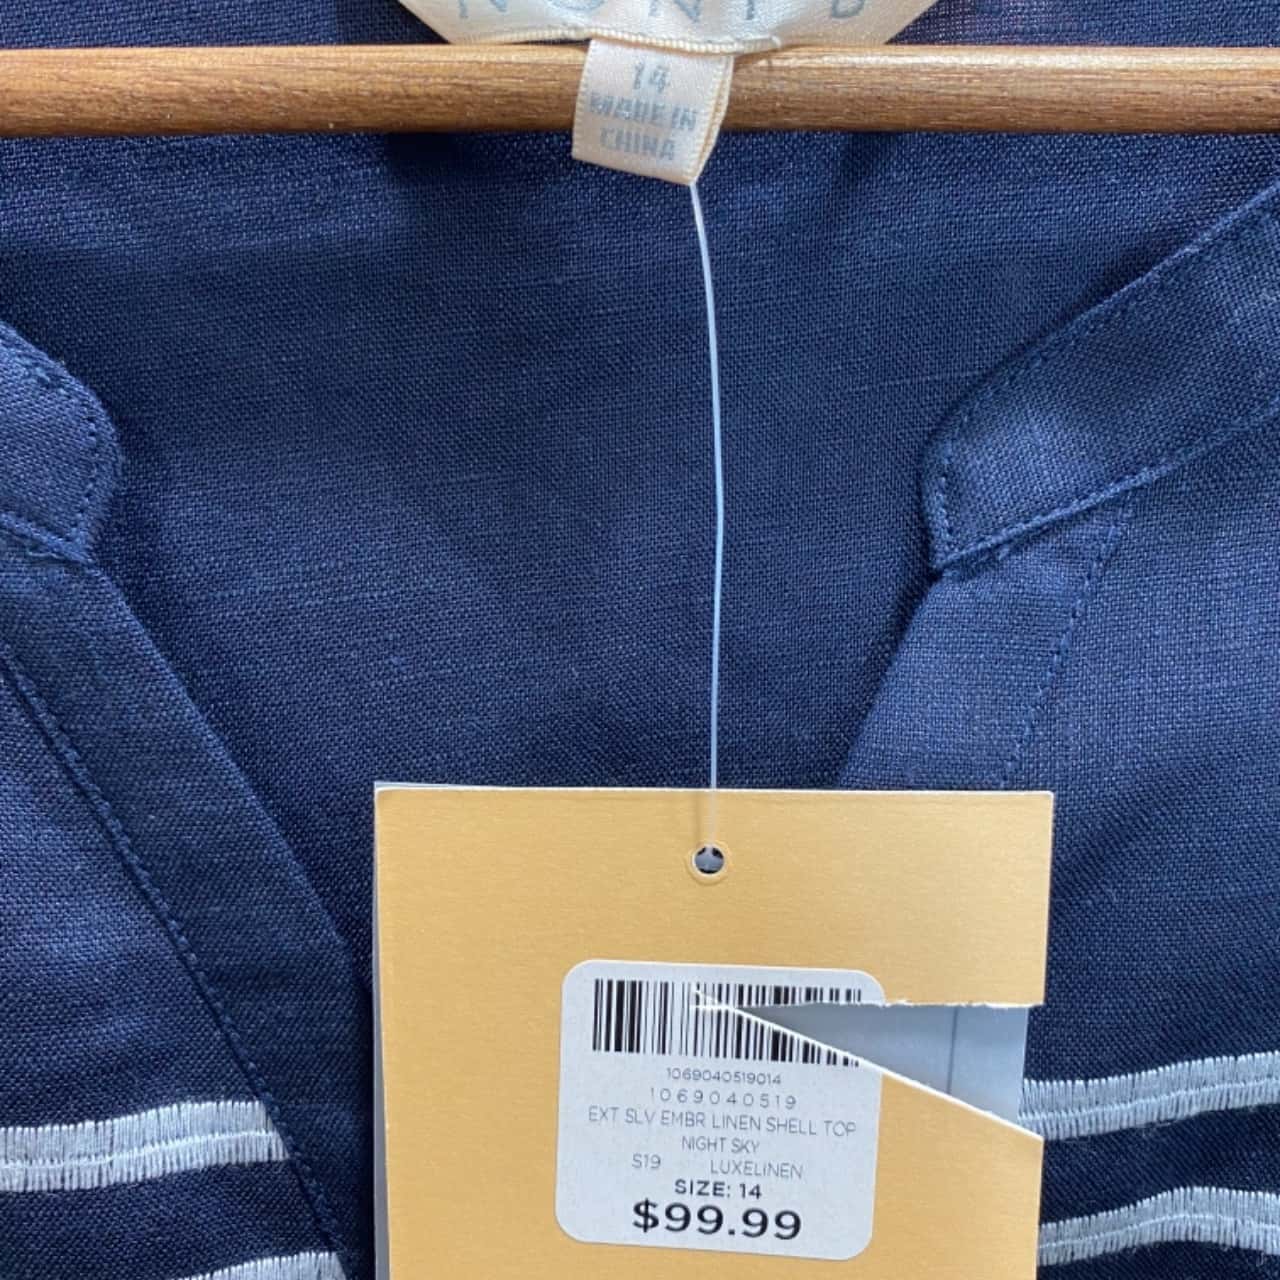 NONI B
14
MADE IN
CHINA
1069040519014
1069040519
EXT SLV EMBR LINEN SHELL TOP
NIGHT SKY
S19 LUXELINEN
SIZE: 14
$99.99